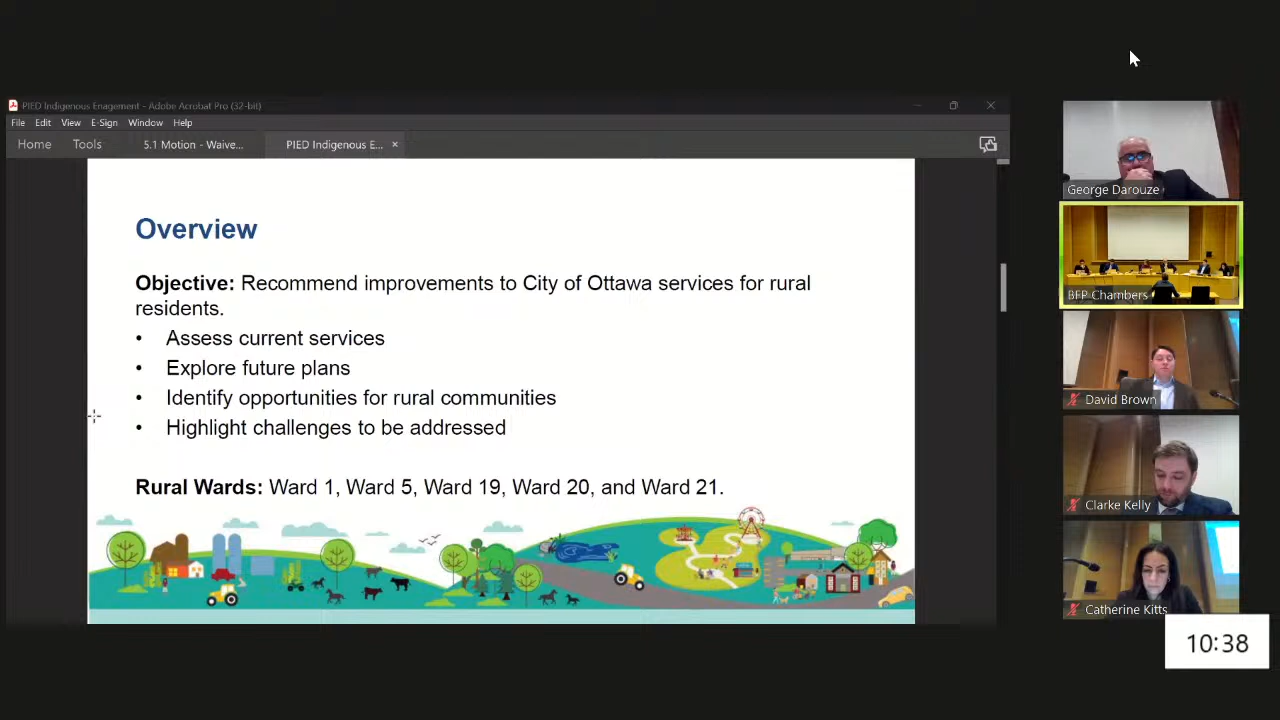 PIED Indigenous Enagement - Adobe Acrobat Pro (32-bit)
File Edit View E-Sign Window Help
Home Tools 5.1 Motion - Waive... PIED Indigenous E... ×
Overview
Objective: Recommend improvements to City of Ottawa services for rural
residents.
• Assess current services
• Explore future plans
• Identify opportunities for rural communities
• Highlight challenges to be addressed
Rural Wards: Ward 1, Ward 5, Ward 19, Ward 20, and Ward 21.
George Darouze
BFP Chambers
David Brown
Clarke Kelly
Catherine Kitts
10:38